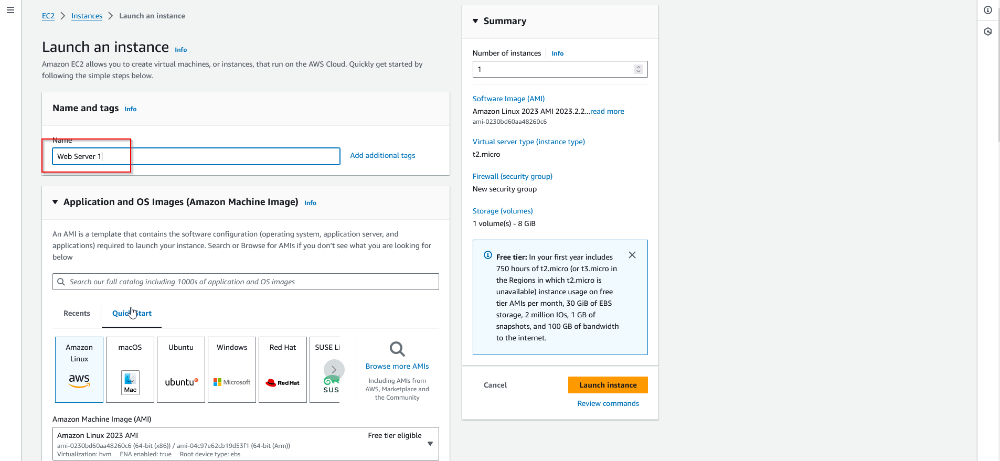 EC2 > Instances > Launch an instance
Launch an instance Info
Amazon EC2 allows you to create virtual machines, or instances, that run on the AWS Cloud. Quickly get started by
following the simple steps below.
Name and tags Info
Name
Web Server 1
Add additional tags
Application and OS Images (Amazon Machine Image) Info
An AMI is a template that contains the software configuration (operating system, application server, and
applications) required to launch your instance. Search or Browse for AMIs if you don't see what you are looking for
below
Search our full catalog including 1000s of application and OS images
Recents
Quick Start
Amazon
Linux
aws
macOS
Mac
Ubuntu
ubuntu
Windows
Microsoft
Red Hat
Red Hat
SUSE Li
SUS
Browse more AMIs
Including AMIs from
AWS, Marketplace and
the Community
Amazon Machine Image (AMI)
Amazon Linux 2023 AMI
Free tier eligible
ami-0230bd60aa48260c6 (64-bit (x86)) / ami-04c97e62cb19d53f1 (64-bit (Arm))
Virtualization: hvm ENA enabled: true Root device type: ebs
Summary
Number of instances Info
1
Software Image (AMI)
Amazon Linux 2023 AMI 2023.2.2...read more
ami-0230bd60aa48260c6
Virtual server type (instance type)
t2.micro
Firewall (security group)
New security group
Storage (volumes)
1 volume(s) - 8 GiB
Free tier: In your first year includes
750 hours of t2.micro (or t3.micro in
the Regions in which t2.micro is
unavailable) instance usage on free
tier AMIs per month, 30 GiB of EBS
storage, 2 million IOs, 1 GB of
snapshots, and 100 GB of bandwidth
to the internet.
Cancel
Launch instance
Review commands